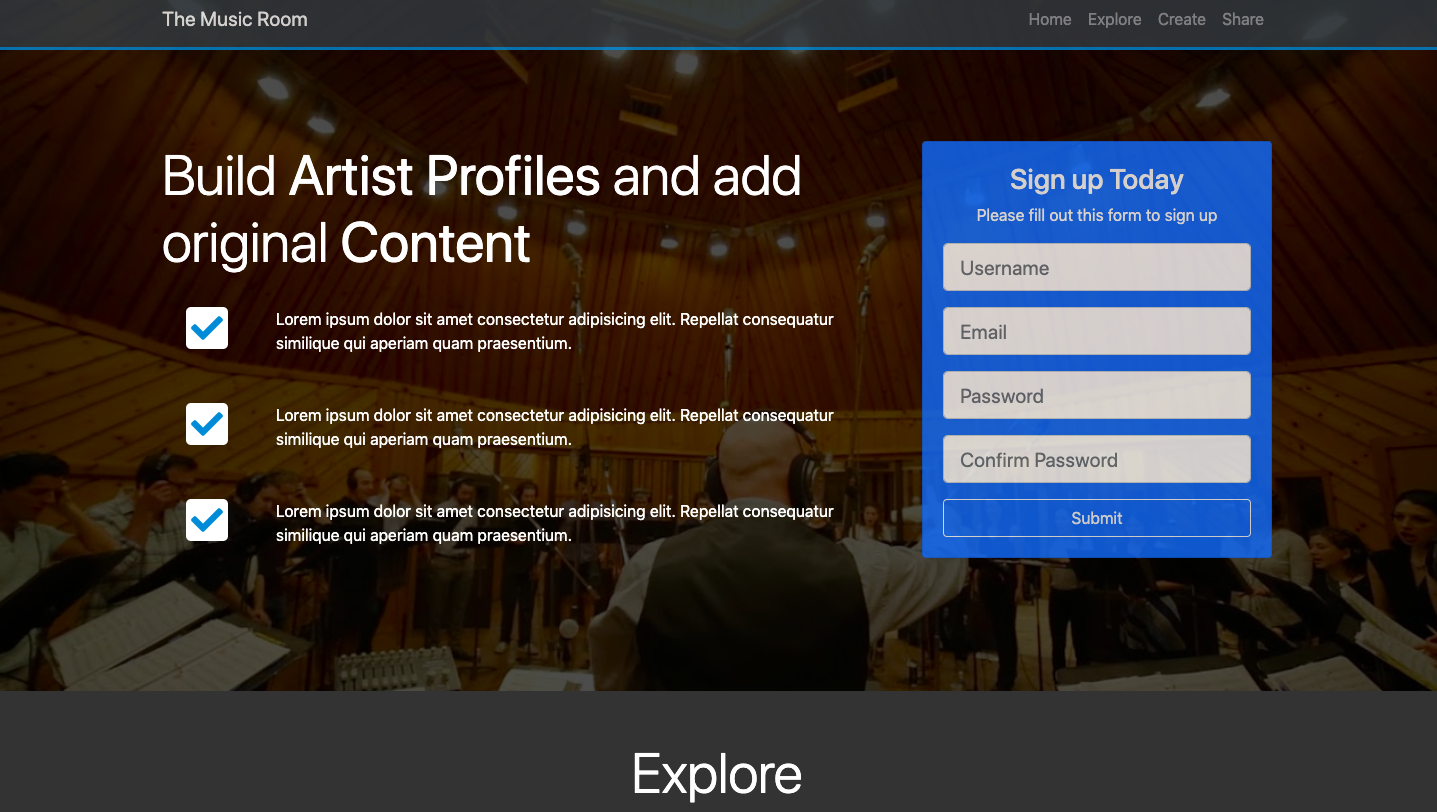 The Music Room
Home Explore Create Share
Build Artist Profiles and add
original Content
Lorem ipsum dolor sit amet consectetur adipisicing elit. Repellat consequatur
similique qui aperiam quam praesentium.
Lorem ipsum dolor sit amet consectetur adipisicing elit. Repellat consequatur
similique qui aperiam quam praesentium.
Lorem ipsum dolor sit amet consectetur adipisicing elit. Repellat consequatur
similique qui aperiam quam praesentium.
Sign up Today
Please fill out this form to sign up
Username
Email
Password
Confirm Password
Submit
Explore